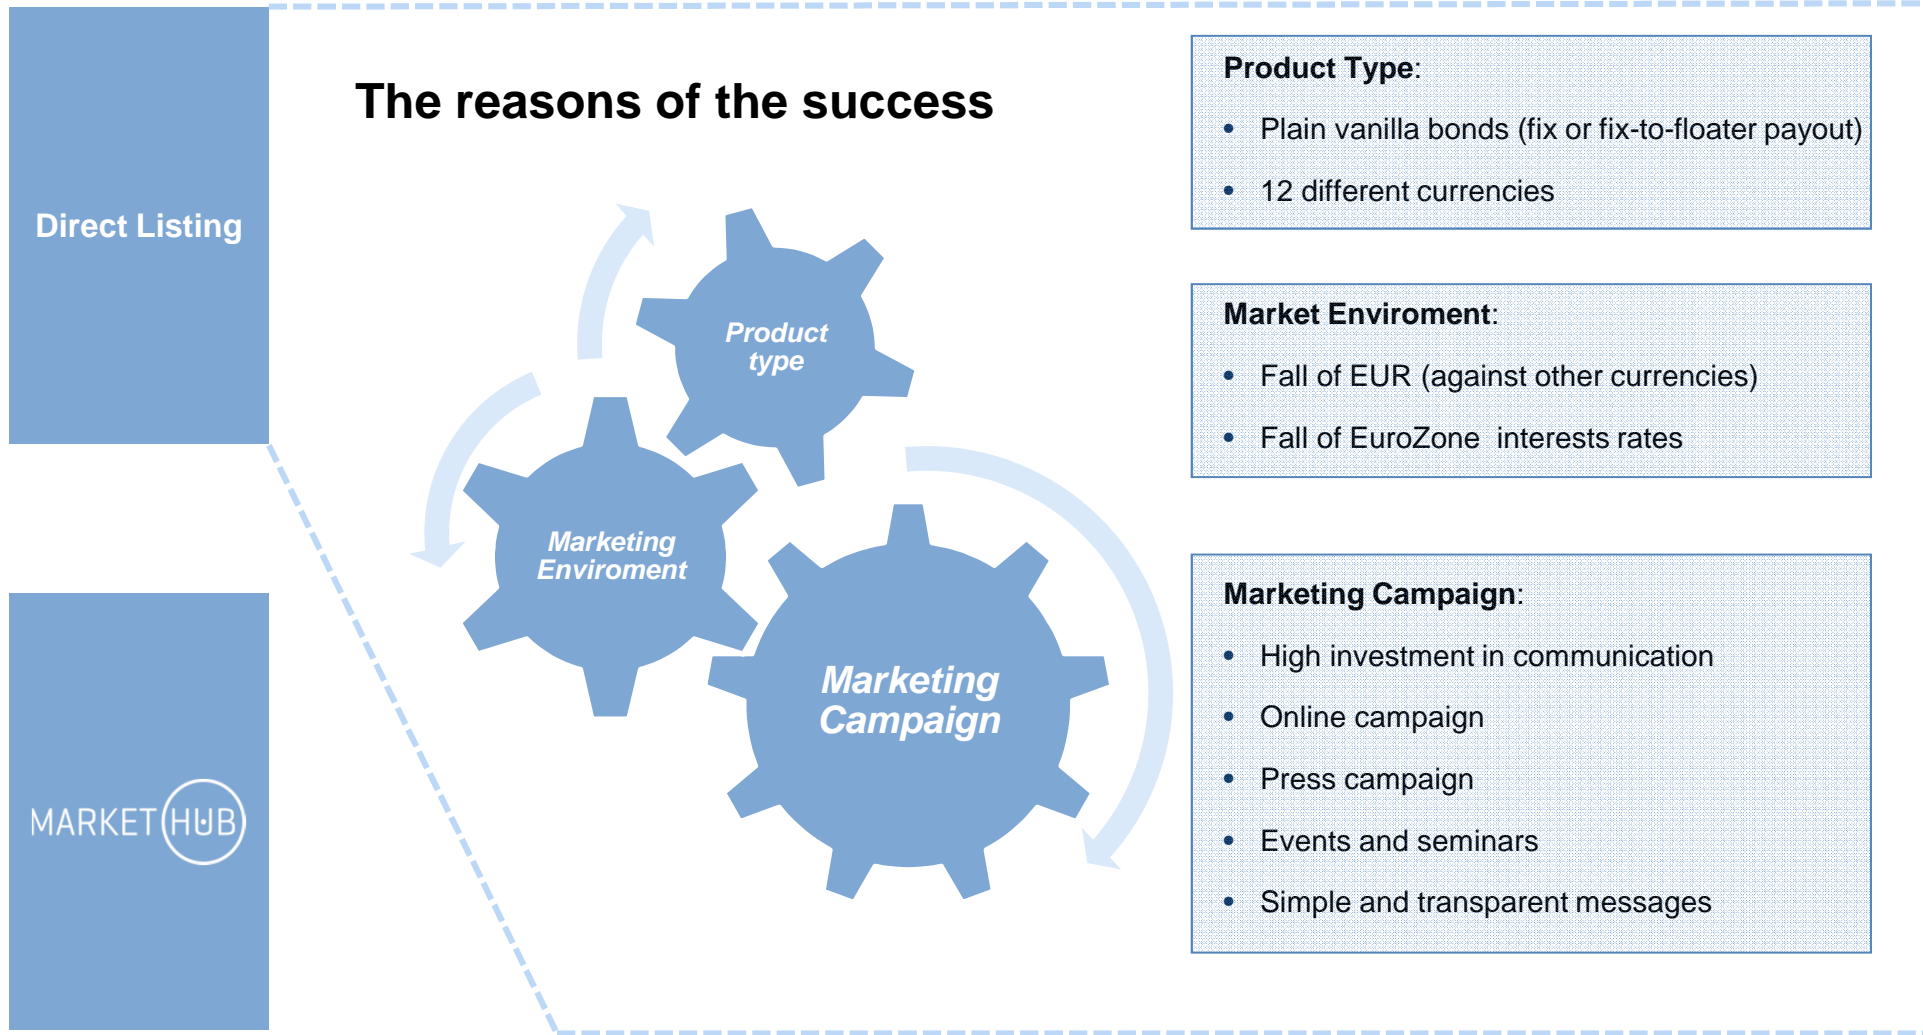 Direct Listing
MARKET HUB
The reasons of the success
Product
type
Marketing
Enviroment
Marketing
Campaign
Product Type:
• Plain vanilla bonds (fix or fix-to-floater payout)
• 12 different currencies
Market Enviroment:
• Fall of EUR (against other currencies)
• Fall of EuroZone  interests rates
Marketing Campaign:
• High investment in communication
• Online campaign
• Press campaign
• Events and seminars
• Simple and transparent messages